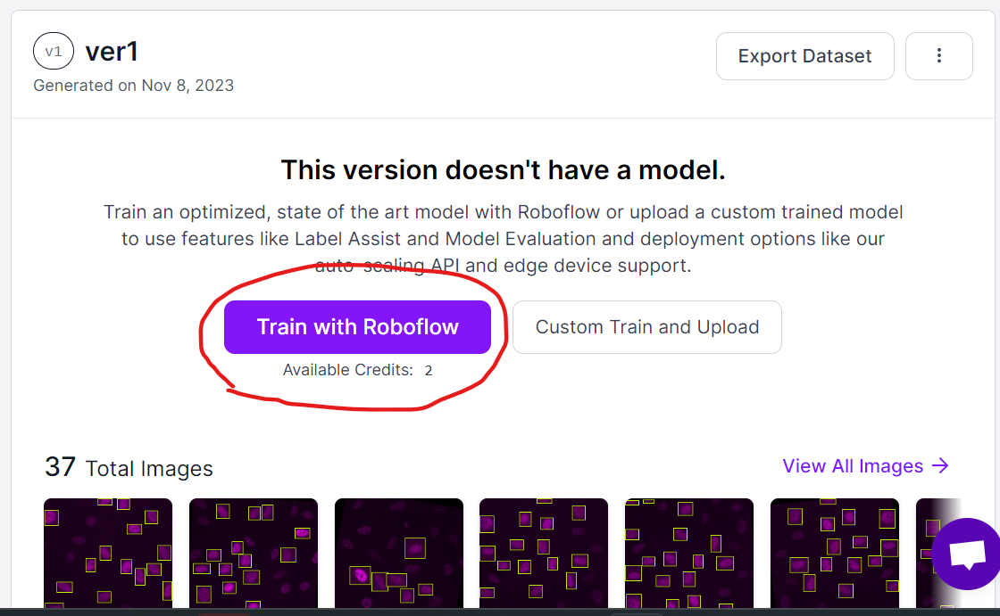 v1 ver1
Export Dataset
Generated on Nov 8, 2023
This version doesn't have a model.
Train an optimized, state of the art model with Roboflow or upload a custom trained model
to use features like Label Assist and Model Evaluation and deployment options like our
auto-scaling API and edge device support.
Train with Roboflow
Custom Train and Upload
Available Credits: 2
37 Total Images
View All Images →